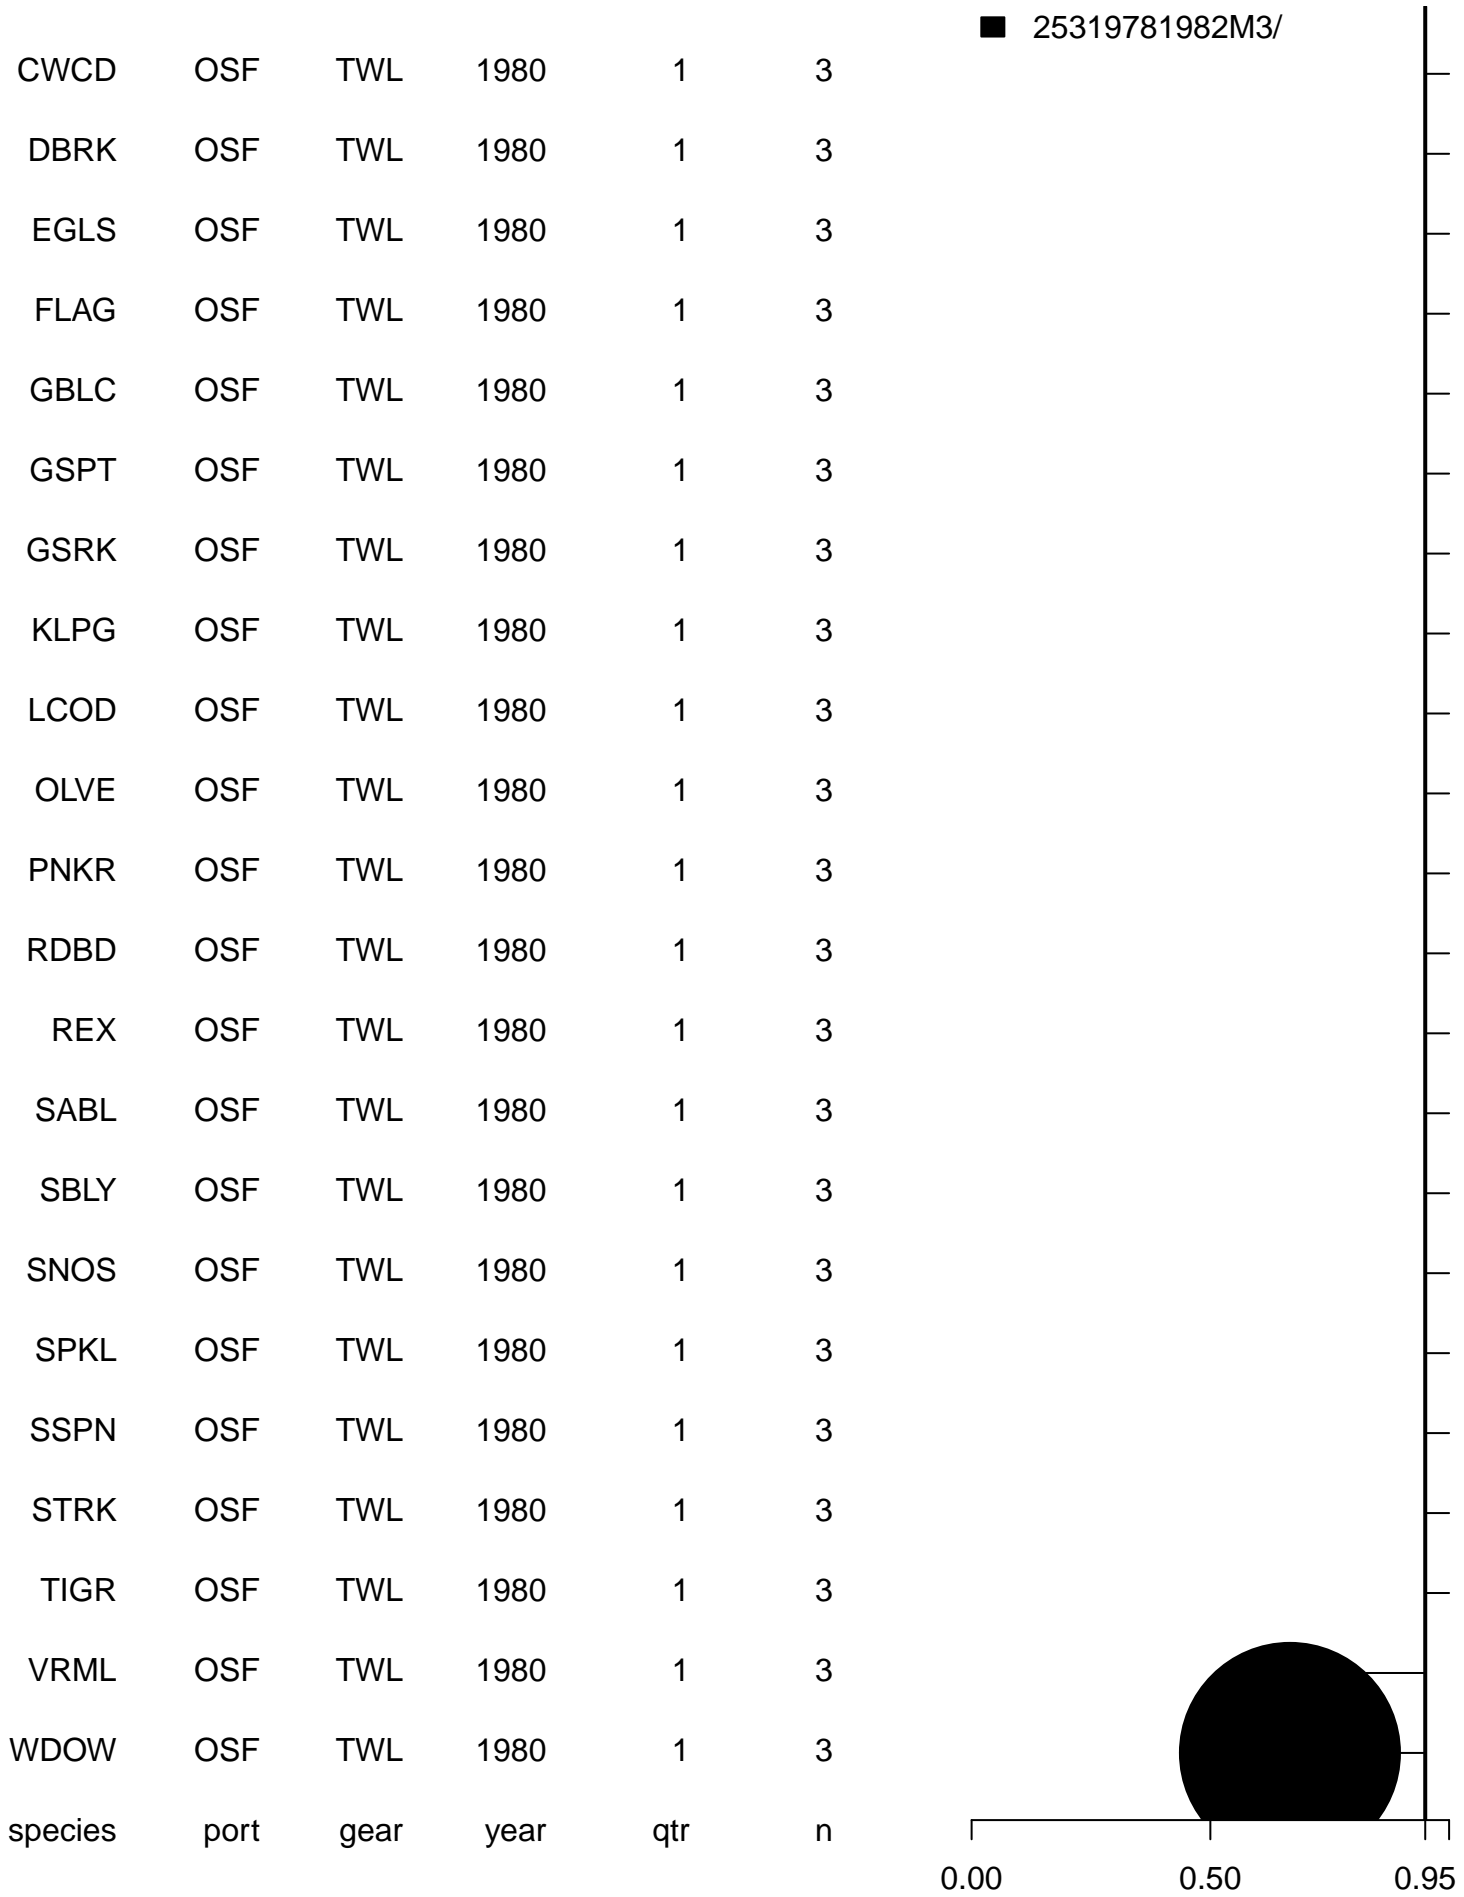 25319781982M3/
CWCD OSF TWL 1980 1 3
DBRK OSF TWL 1980 1 3
EGLS OSF TWL 1980 1 3
FLAG OSF TWL 1980 1 3
GBLC OSF TWL 1980 1 3
GSPT OSF TWL 1980 1 3
GSRK OSF TWL 1980 1 3
KLPG OSF TWL 1980 1 3
LCOD OSF TWL 1980 1 3
OLVE OSF TWL 1980 1 3
PNKR OSF TWL 1980 1 3
RDBD OSF TWL 1980 1 3
REX OSF TWL 1980 1 3
SABL OSF TWL 1980 1 3
SBLY OSF TWL 1980 1 3
SNOS OSF TWL 1980 1 3
SPKL OSF TWL 1980 1 3
SSPN OSF TWL 1980 1 3
STRK OSF TWL 1980 1 3
TIGR OSF TWL 1980 1 3
VRML OSF TWL 1980 1 3
WDOW OSF TWL 1980 1 3
species port gear year qtr n
0.00 0.50 0.95